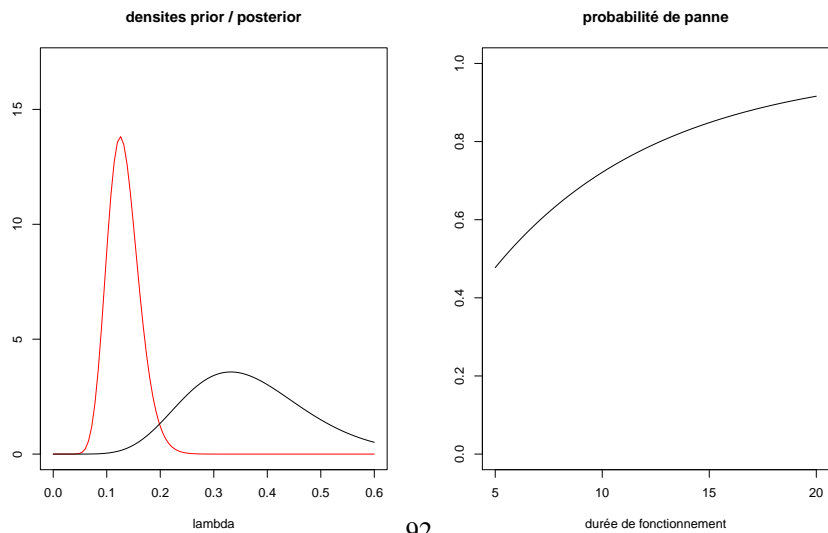 densites prior / posterior
15
10
5
0
0.0 0.1 0.2 0.3 0.4 0.5 0.6
lambda
probabilité de panne
1.0
0.8
0.6
0.4
0.2
0.0
5 10 15 20
durée de fonctionnement
92